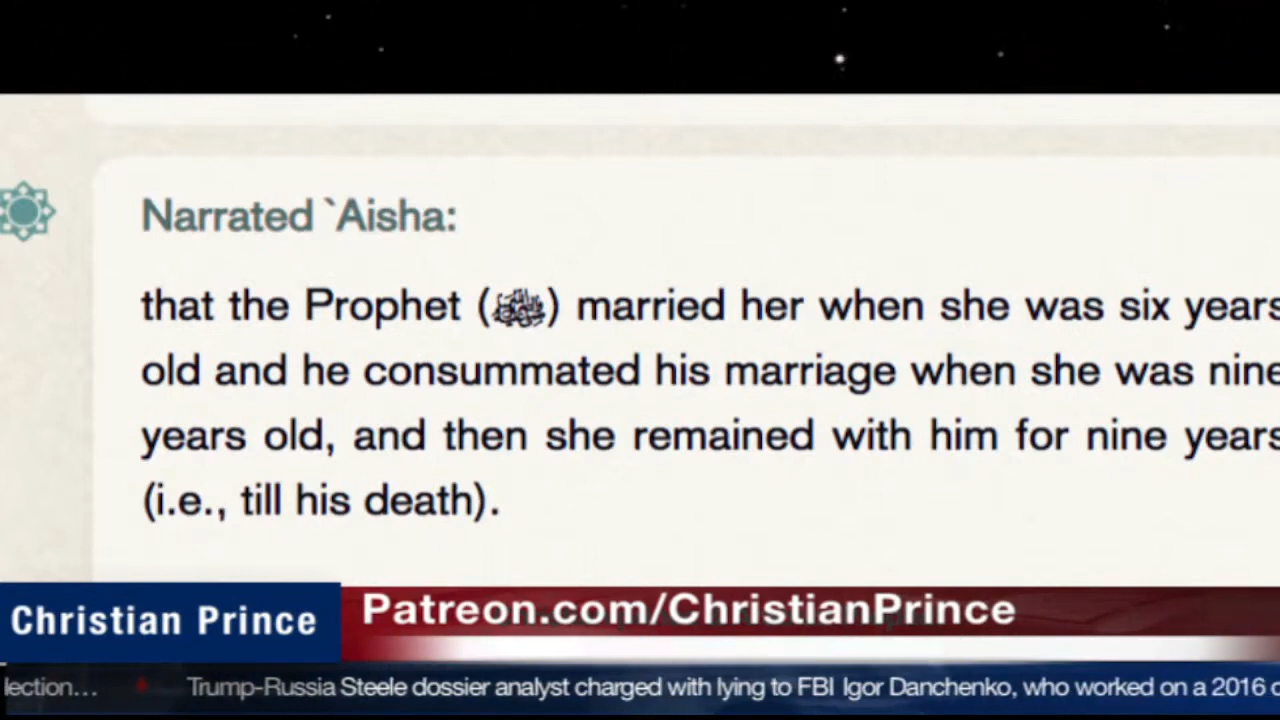 Narrated `Aisha:
that the Prophet (ﷺ) married her when she was six years
old and he consummated his marriage when she was nine
years old, and then she remained with him for nine years
(i.e., till his death).
Christian Prince
Patreon.com/ChristianPrince
lection... Trump-Russia Steele dossier analyst charged with lying to FBI Igor Danchenko, who worked on a 2016